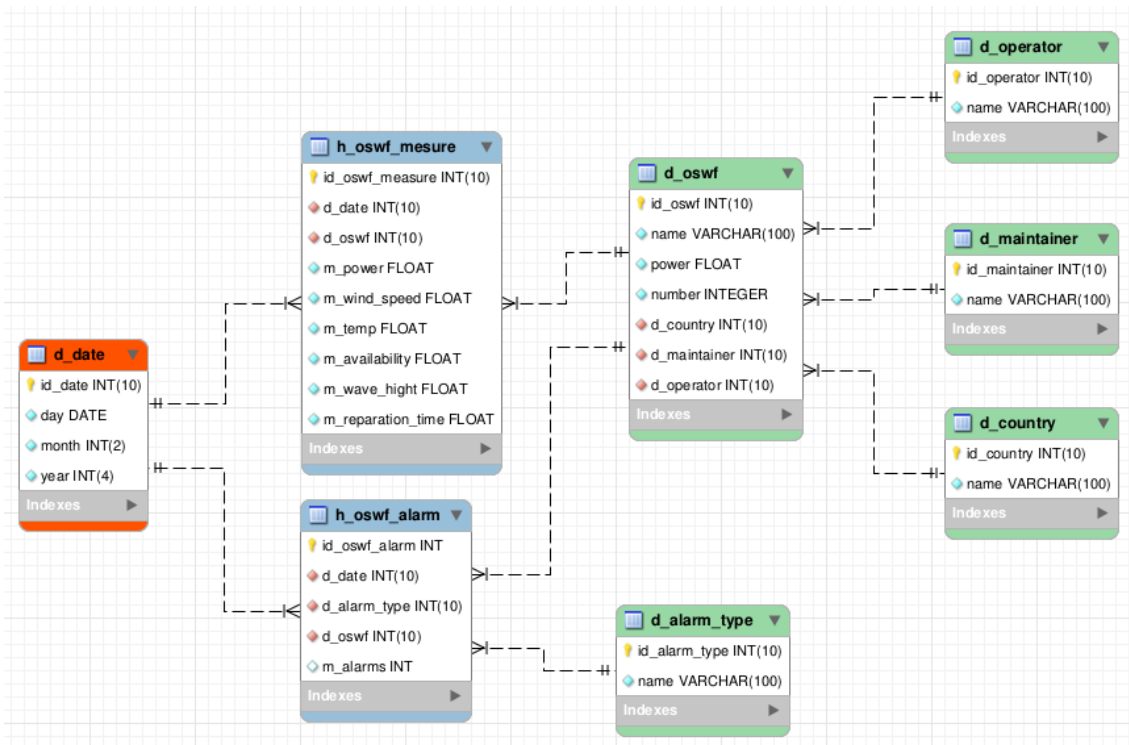 d_operator
id_operator INT(10)
name VARCHAR(100)
Indexes
h_oswf_mesure
id_oswf_measure INT(10)
d_date INT(10)
d_oswf INT(10)
m_power FLOAT
m_wind_speed FLOAT
m_temp FLOAT
m_availability FLOAT
m_wave_hight FLOAT
m_reparation_time FLOAT
Indexes
d_oswf
id_oswf INT(10)
name VARCHAR(100)
power FLOAT
number INTEGER
d_country INT(10)
d_maintainer INT(10)
d_operator INT(10)
Indexes
d_maintainer
id_maintainer INT(10)
name VARCHAR(100)
Indexes
d_date
id_date INT(10)
day DATE
month INT(2)
year INT(4)
Indexes
d_country
id_country INT(10)
name VARCHAR(100)
Indexes
h_oswf_alarm
id_oswf_alarm INT
d_date INT(10)
d_alarm_type INT(10)
d_oswf INT(10)
m_alarms INT
Indexes
d_alarm_type
id_alarm_type INT(10)
name VARCHAR(100)
Indexes